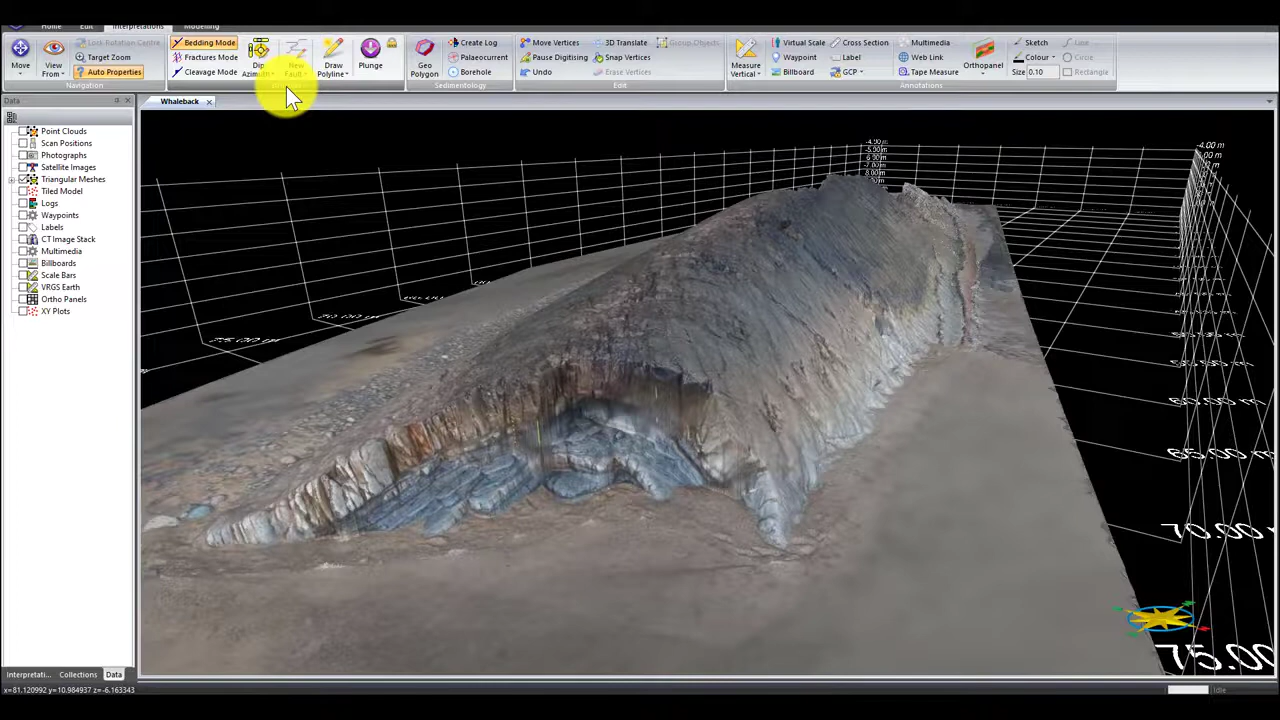 Home Edit Interpretations Modelling
Move
View From
Lock Rotation Centre
Target Zoom
Auto Properties
Navigation
Bedding Mode
Fractures Mode
Cleavage Mode
Dip Azimuth
New Fault
Draw Polyline
Plunge
Geo Polygon
Create Log
Palaeocurrent
Borehole
Sedimentology
Move Vertices
Pause Digitising
Undo
3D Translate
Snap Vertices
Erase Vertices
Group Objects
Edit
Measure Vertical
Virtual Scale
Waypoint
Billboard
Cross Section
Label
GCP
Multimedia
Web Link
Tape Measure
Orthopanel
Sketch
Colour
Size 0.10
Line
Circle
Rectangle
Annotations
Data
Whaleback
Point Clouds
Scan Positions
Photographs
Satellite Images
Triangular Meshes
Tiled Model
Logs
Waypoints
Labels
CT Image Stack
Multimedia
Billboards
Scale Bars
VRGS Earth
Ortho Panels
XY Plots
-4.00 m
-5.00 m
-4.00 m
Interpretati...
Collections
Data
x=81.120992 y=10.984937 z=-6.163343
Idle